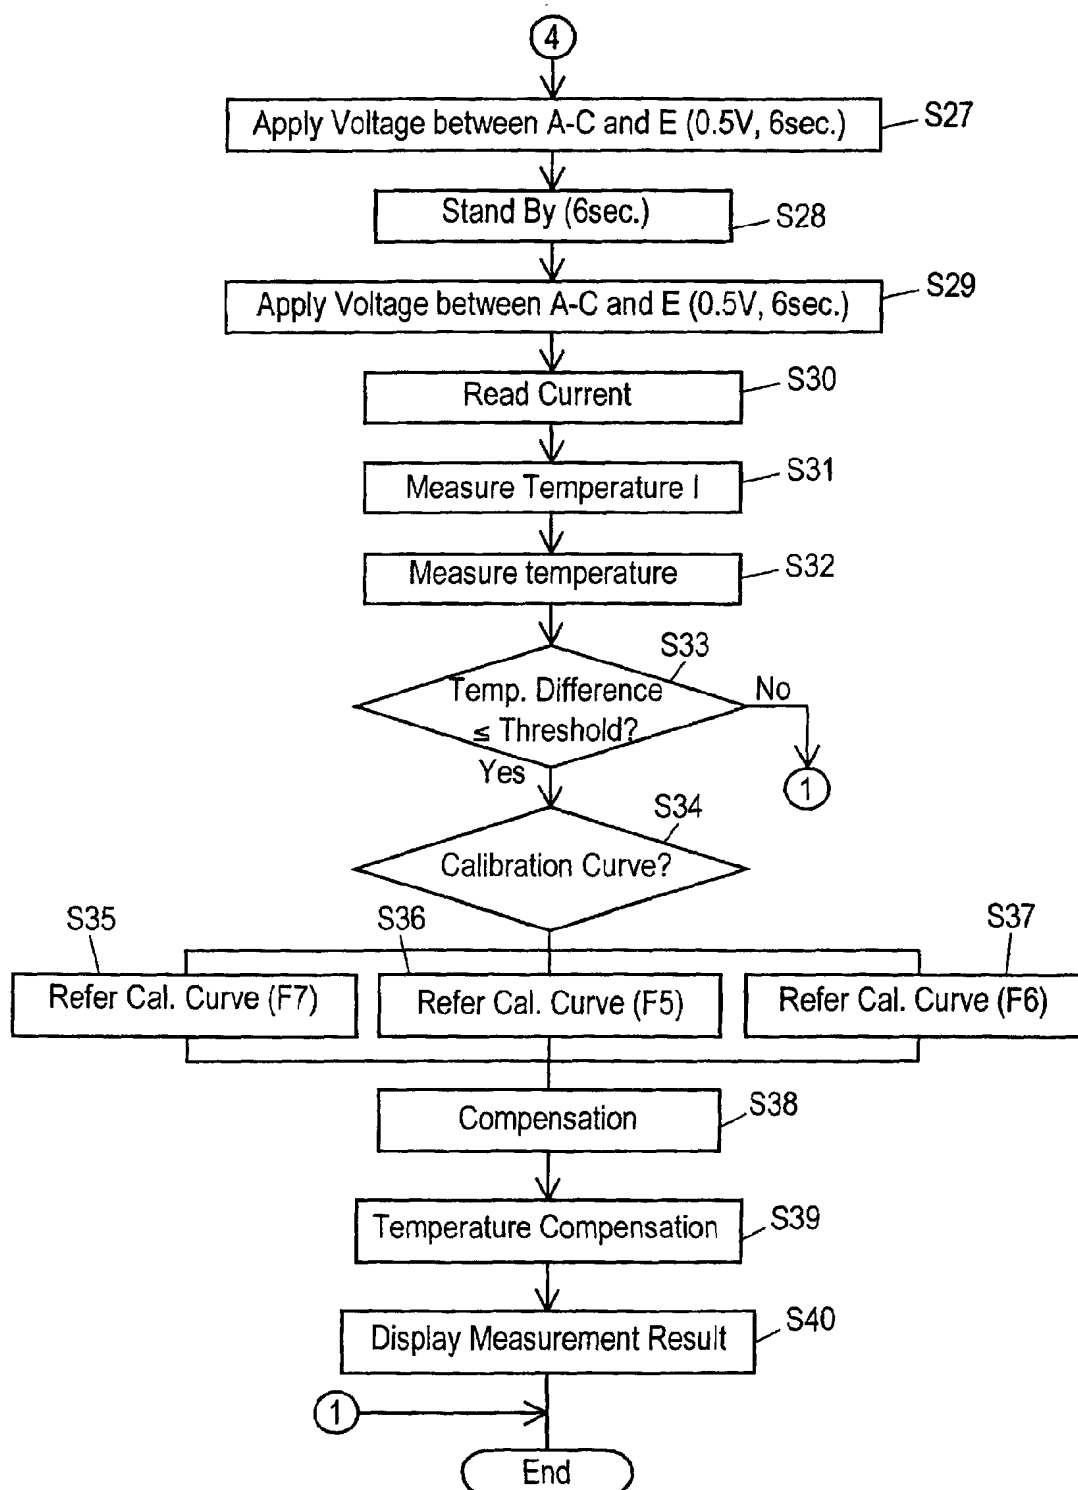 4
Apply Voltage between A-C and E (0.5V, 6sec.)
S27
Stand By (6sec.)
S28
Apply Voltage between A-C and E (0.5V, 6sec.)
S29
Read Current
S30
Measure Temperature I
S31
Measure temperature
S32
S33
Temp. Difference
≤ Threshold?
No
Yes
1
S34
Calibration Curve?
S35
S36
S37
Refer Cal. Curve (F7)
Refer Cal. Curve (F5)
Refer Cal. Curve (F6)
Compensation
S38
Temperature Compensation
S39
Display Measurement Result
S40
1
End